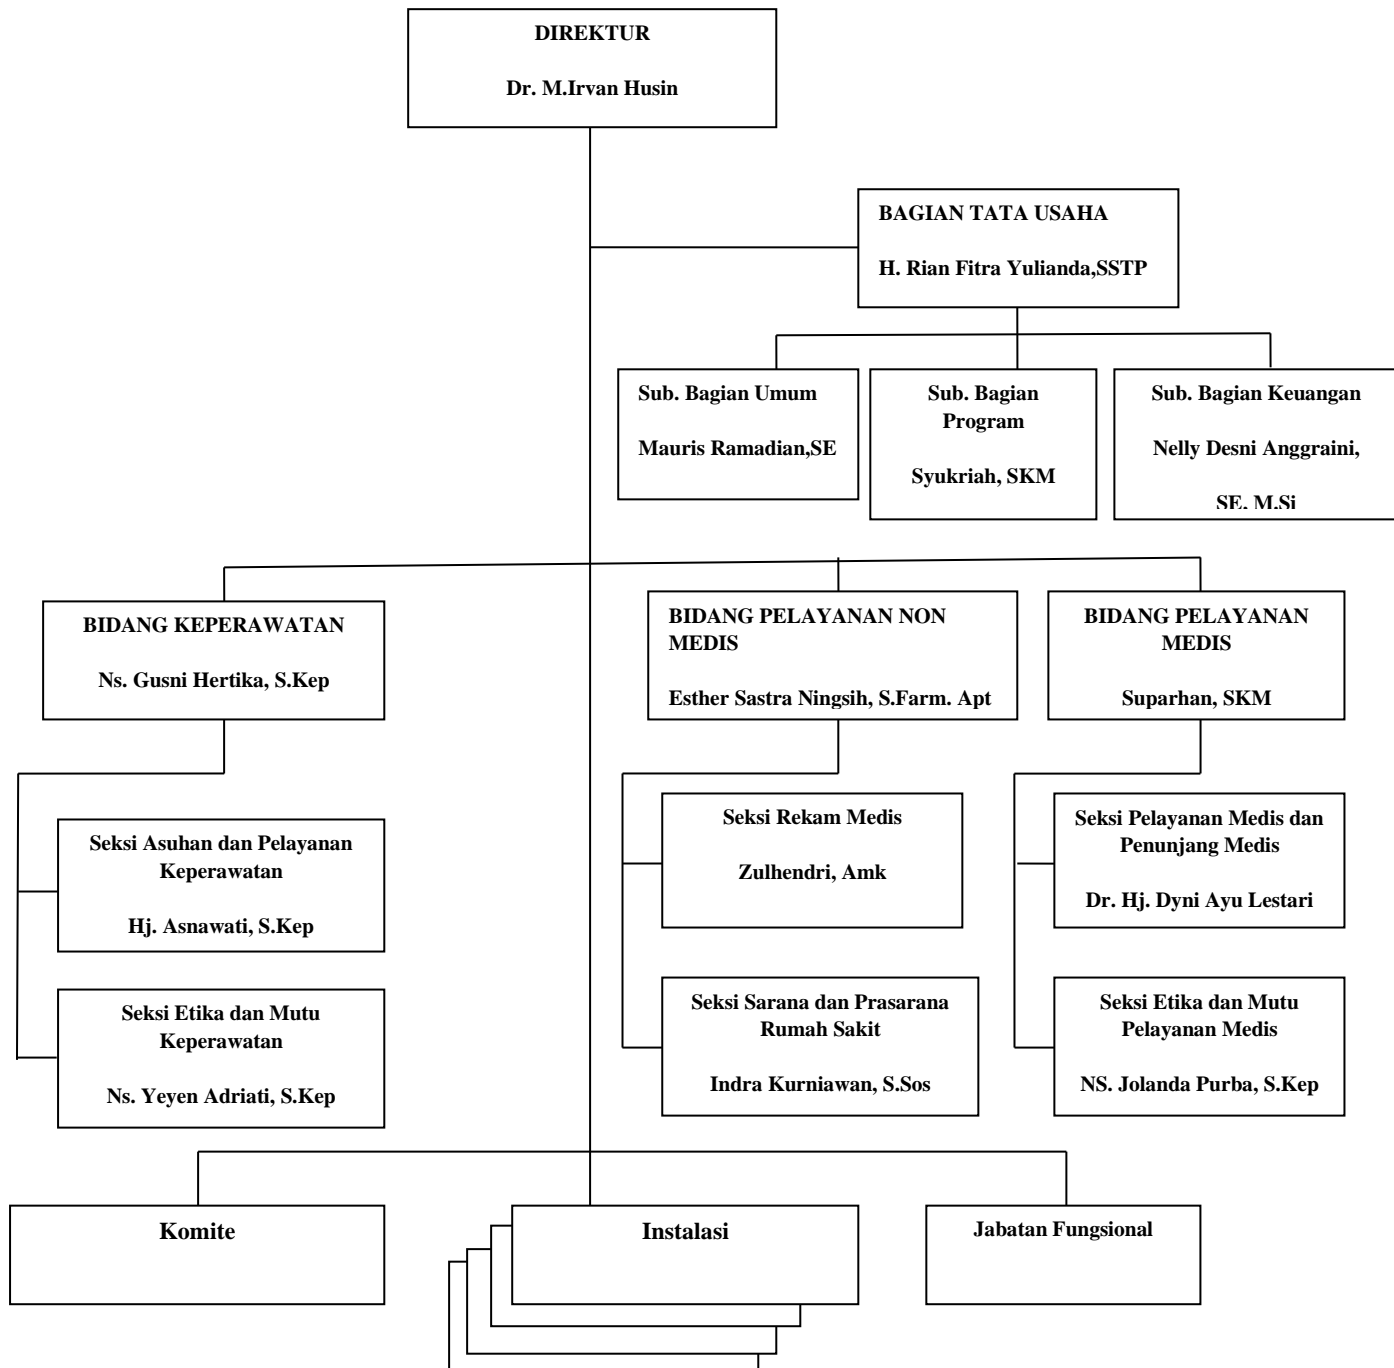 DIREKTUR
Dr. M.Irvan Husin
BAGIAN TATA USAHA
H. Rian Fitra Yulianda,SSTP
Sub. Bagian Umum
Mauris Ramadian,SE
Sub. Bagian
Program
Syukriah, SKM
Sub. Bagian Keuangan
Nelly Desni Anggraini,
SE, M.Si
BIDANG KEPERAWATAN
Ns. Gusni Hertika, S.Kep
BIDANG PELAYANAN NON
MEDIS
Esther Sastra Ningsih, S.Farm. Apt
BIDANG PELAYANAN
MEDIS
Suparhan, SKM
Seksi Asuhan dan Pelayanan
Keperawatan
Hj. Asnawati, S.Kep
Seksi Etika dan Mutu
Keperawatan
Ns. Yeyen Adriati, S.Kep
Seksi Rekam Medis
Zulhendri, Amk
Seksi Sarana dan Prasarana
Rumah Sakit
Indra Kurniawan, S.Sos
Seksi Pelayanan Medis dan
Penunjang Medis
Dr. Hj. Dyni Ayu Lestari
Seksi Etika dan Mutu
Pelayanan Medis
NS. Jolanda Purba, S.Kep
Komite
Instalasi
Jabatan Fungsional